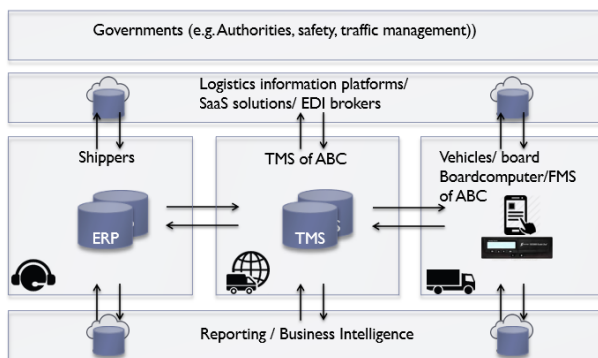 Governments (e.g. Authorities, safety, traffic management))
Logistics information platforms/
SaaS solutions/ EDI brokers
Shippers
TMS of ABC
Vehicles/ board
Boardcomputer/FMS
of ABC
ERP
TMS
Reporting / Business Intelligence